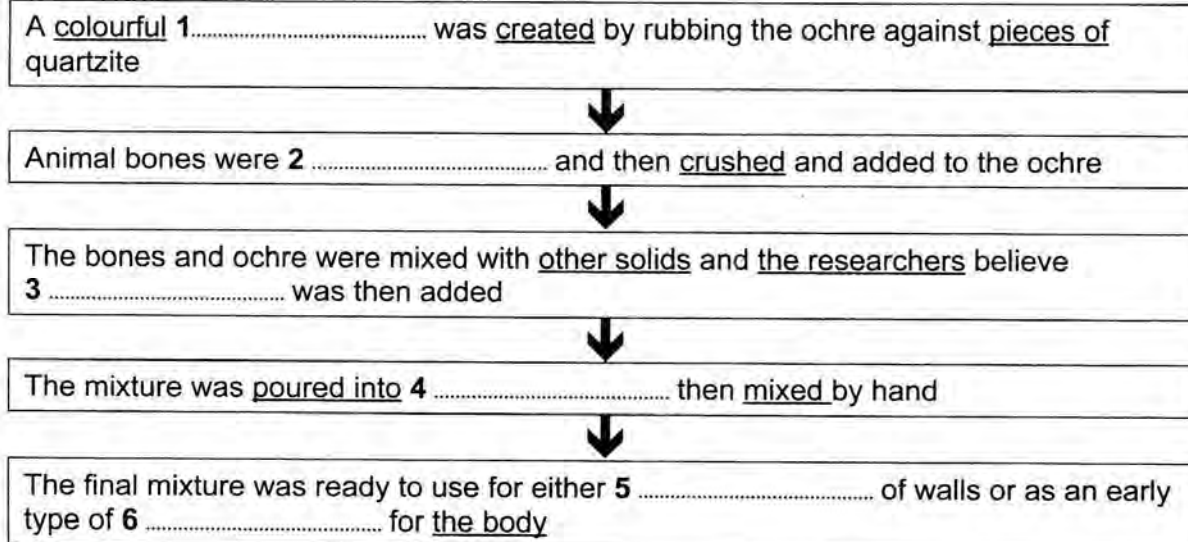 A colourful 1........................................ was created by rubbing the ochre against pieces of
quartzite
Animal bones were 2 ........................................ and then crushed and added to the ochre
The bones and ochre were mixed with other solids and the researchers believe
3 ........................................ was then added
The mixture was poured into 4 ........................................ then mixed by hand
The final mixture was ready to use for either 5 ........................................ of walls or as an early
type of 6 ........................................ for the body